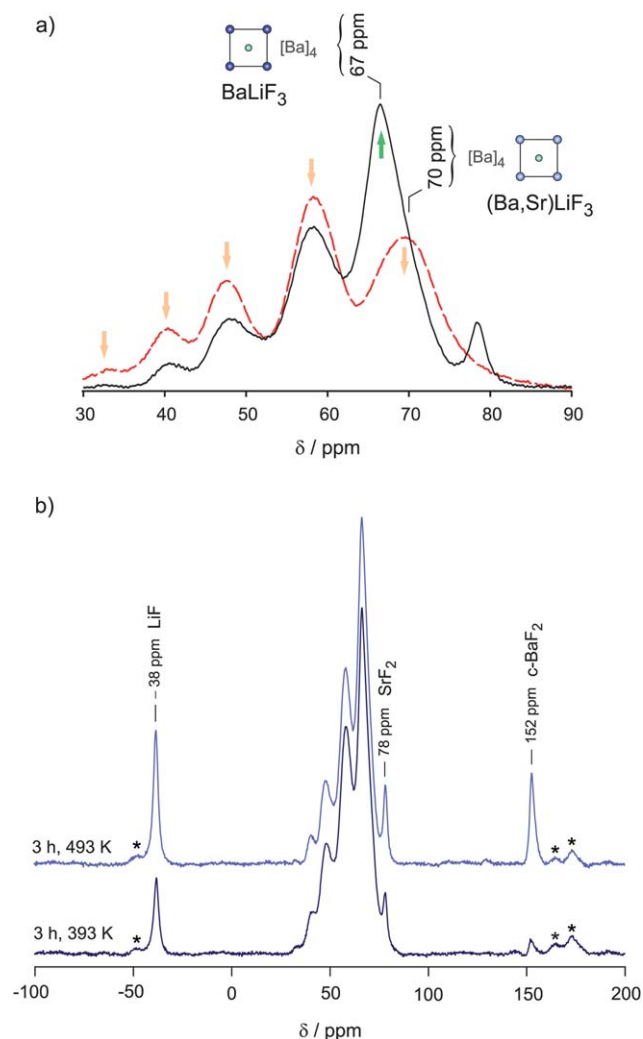 a)
[Ba]4
BaLiF3
67 ppm
70 ppm
[Ba]4
(Ba,Sr)LiF3
30 40 50 60 70 80 90
δ / ppm
b)
– 38 ppm LiF
78 ppm SrF2
152 ppm c-BaF2
3 h, 493 K * * *
3 h, 393 K * * *
-100 -50 0 50 100 150 200
δ / ppm